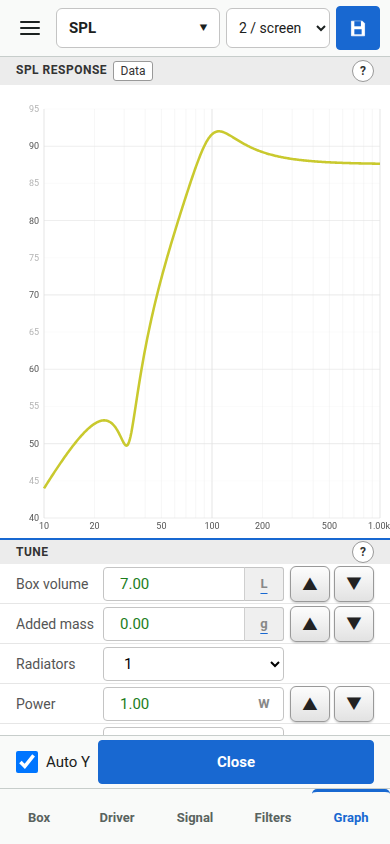 SPL ▼ 2 / screen
SPL RESPONSE Data ?
95
90
85
80
75
70
65
60
55
50
45
40
10 20 50 100 200 500 1.00k
TUNE ?
Box volume 7.00 L ▲ ▼
Added mass 0.00 g ▲ ▼
Radiators 1
Power 1.00 W ▲ ▼
Auto Y Close
Box Driver Signal Filters Graph